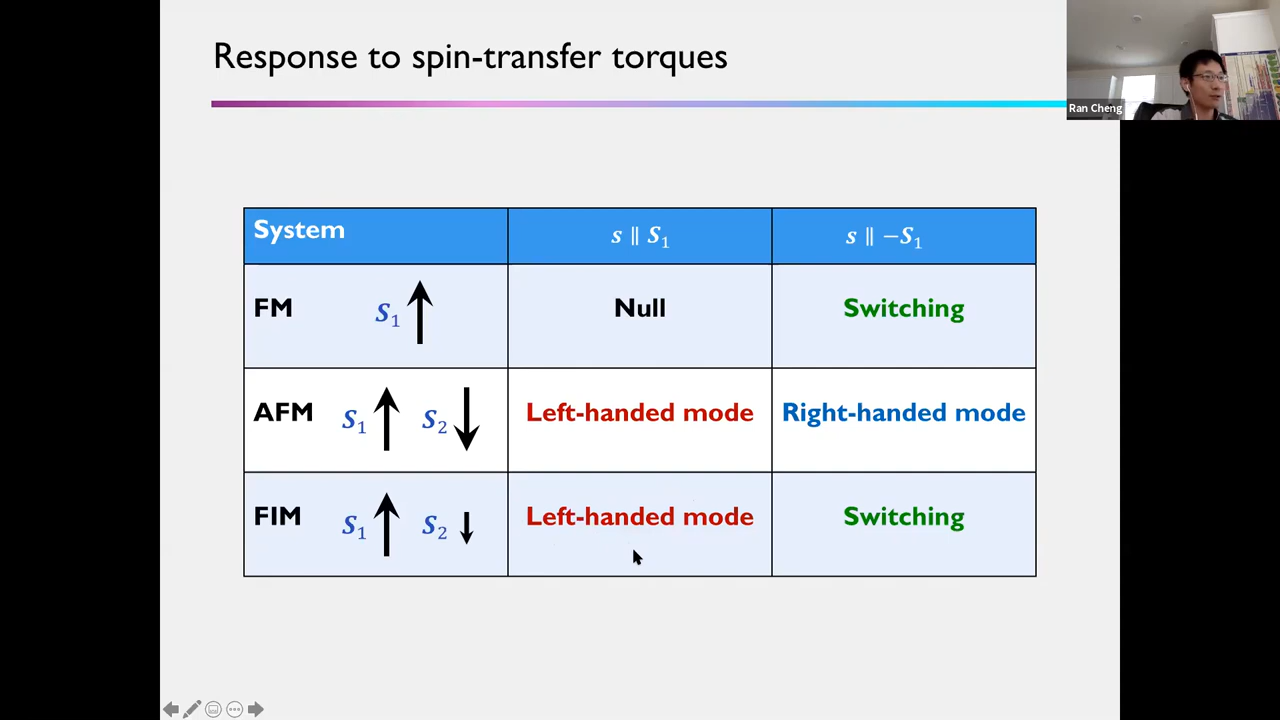 Response to spin-transfer torques
Ran Cheng
System s ∥ S₁ s ∥ −S₁
FM S₁ Null Switching
AFM S₁ S₂ Left-handed mode Right-handed mode
FIM S₁ S₂ Left-handed mode Switching